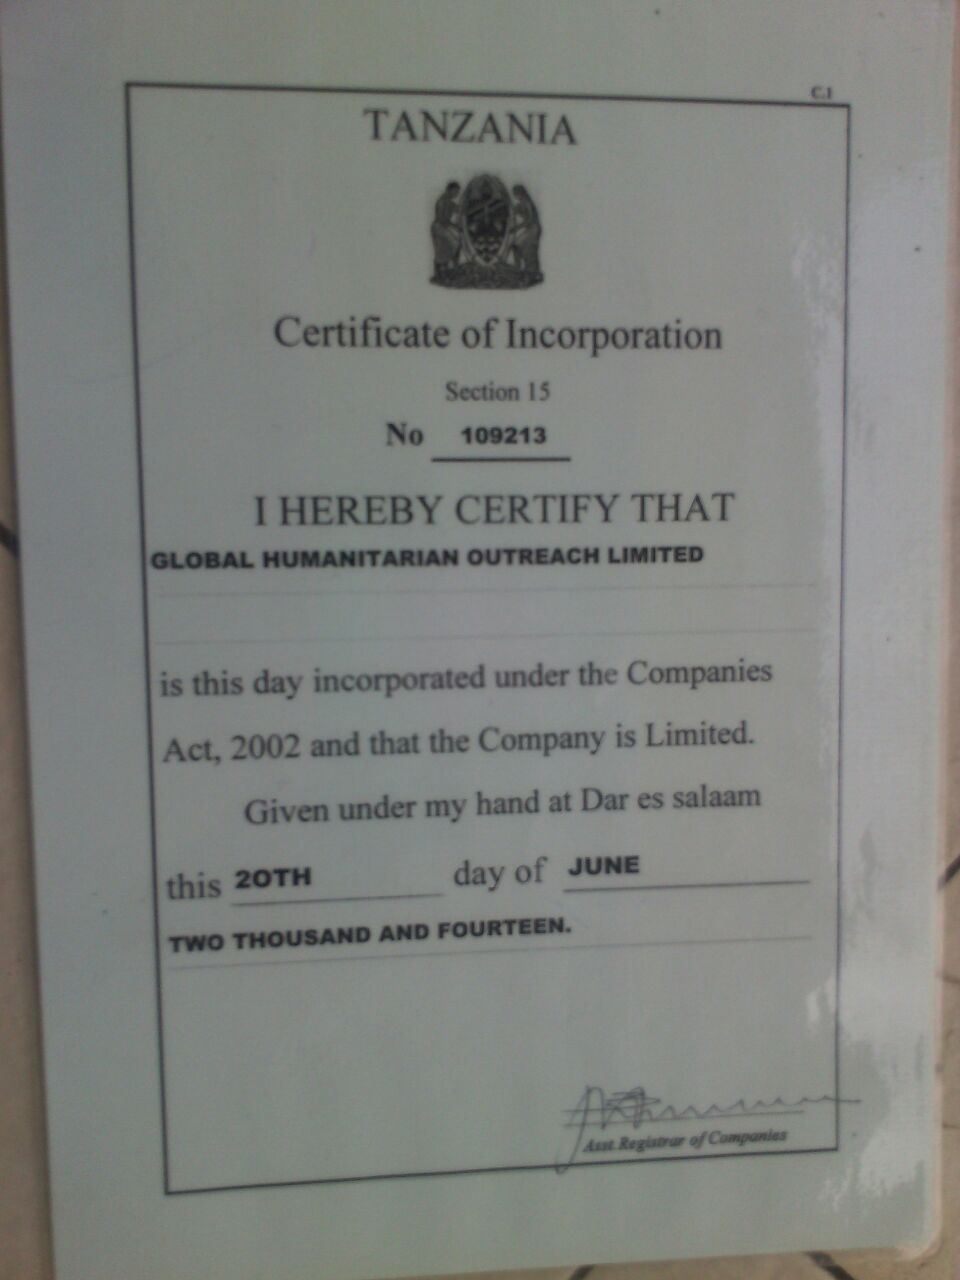 C.1
TANZANIA
Certificate of Incorporation
Section 15
No 109213
I HEREBY CERTIFY THAT
GLOBAL HUMANITARIAN OUTREACH LIMITED
is this day incorporated under the Companies
Act, 2002 and that the Company is Limited.
Given under my hand at Dar es salaam
this 20TH day of JUNE
TWO THOUSAND AND FOURTEEN.
Asst. Registrar of Companies